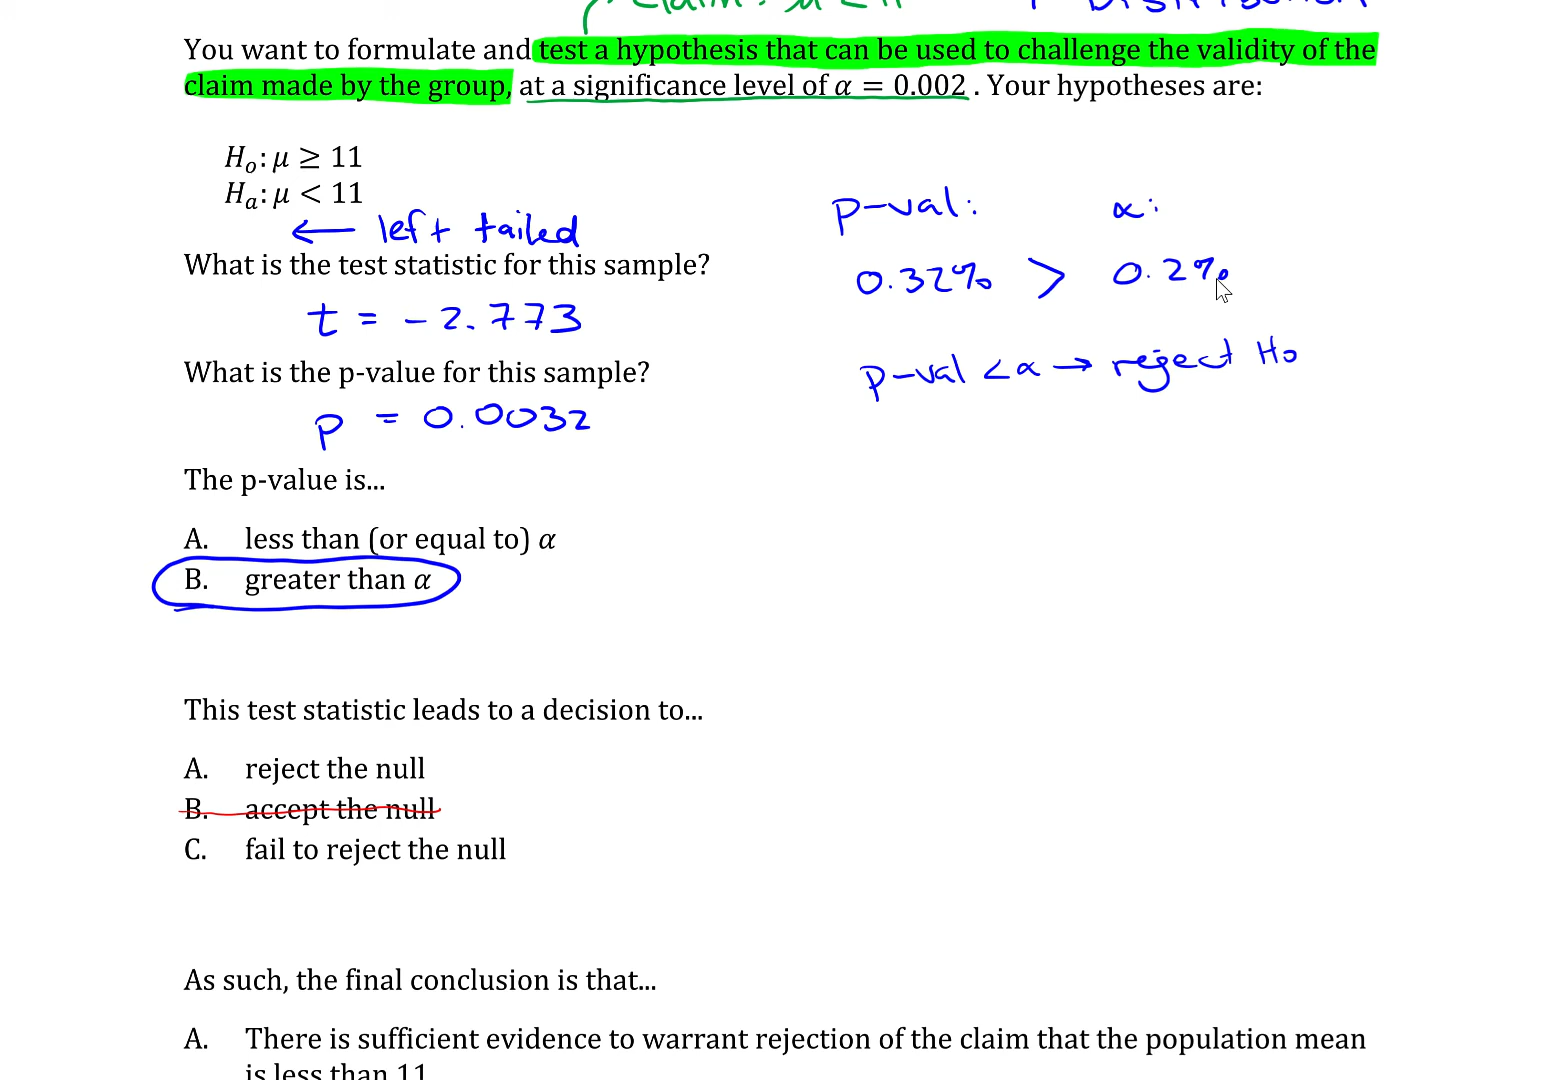 You want to formulate and test a hypothesis that can be used to challenge the validity of the
claim made by the group, at a significance level of α = 0.002 . Your hypotheses are:
Hₒ: μ ≥ 11
Hₐ: μ < 11
← left tailed
p-val: α:
What is the test statistic for this sample?
0.32% > 0.2%
t = -2.773
p-val < α → reject Ho
What is the p-value for this sample?
p = 0.0032
The p-value is...
A. less than (or equal to) α
B. greater than α
This test statistic leads to a decision to...
A. reject the null
B. accept the null
C. fail to reject the null
As such, the final conclusion is that...
A. There is sufficient evidence to warrant rejection of the claim that the population mean
is less than 11